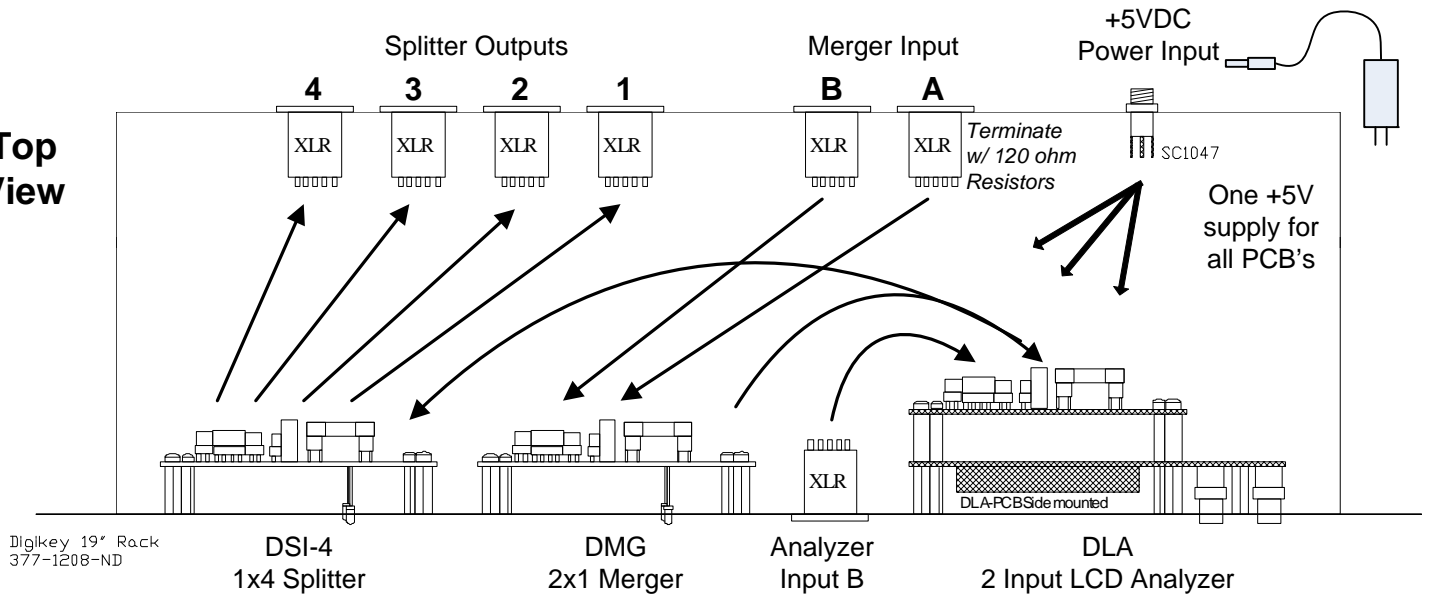 Splitter Outputs
Merger Input
+5VDC
Power Input
4 3 2 1 B A
XLR XLR XLR XLR XLR XLR
Terminate
w/ 120 ohm
Resistors
SC1047
Top
View
One +5V
supply for
all PCB's
XLR
DLA-PCBSide mounted
Digikey 19" Rack
377-1208-ND
DSI-4
1x4 Splitter
DMG
2x1 Merger
Analyzer
Input B
DLA
2 Input LCD Analyzer